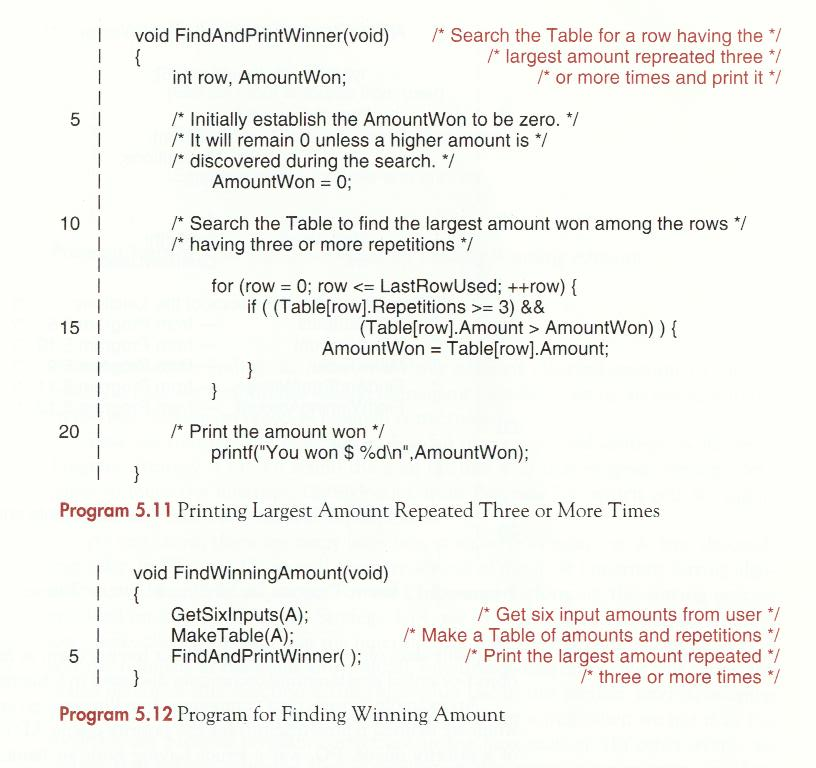 | void FindAndPrintWinner(void) /* Search the Table for a row having the */
| { /* largest amount repreated three */
| int row, AmountWon; /* or more times and print it */
|
5 | /* Initially establish the AmountWon to be zero. */
| /* It will remain 0 unless a higher amount is */
| /* discovered during the search. */
| AmountWon = 0;
|
10 | /* Search the Table to find the largest amount won among the rows */
| /* having three or more repetitions */
|
| for (row = 0; row <= LastRowUsed; ++row) {
| if ( (Table[row].Repetitions >= 3) &&
15 | (Table[row].Amount > AmountWon) ) {
| AmountWon = Table[row].Amount;
| }
| }
|
20 | /* Print the amount won */
| printf("You won $ %d\n",AmountWon);
| }
Program 5.11 Printing Largest Amount Repeated Three or More Times
| void FindWinningAmount(void)
| {
| GetSixInputs(A); /* Get six input amounts from user */
| MakeTable(A); /* Make a Table of amounts and repetitions */
5 | FindAndPrintWinner( ); /* Print the largest amount repeated */
| } /* three or more times */
Program 5.12 Program for Finding Winning Amount